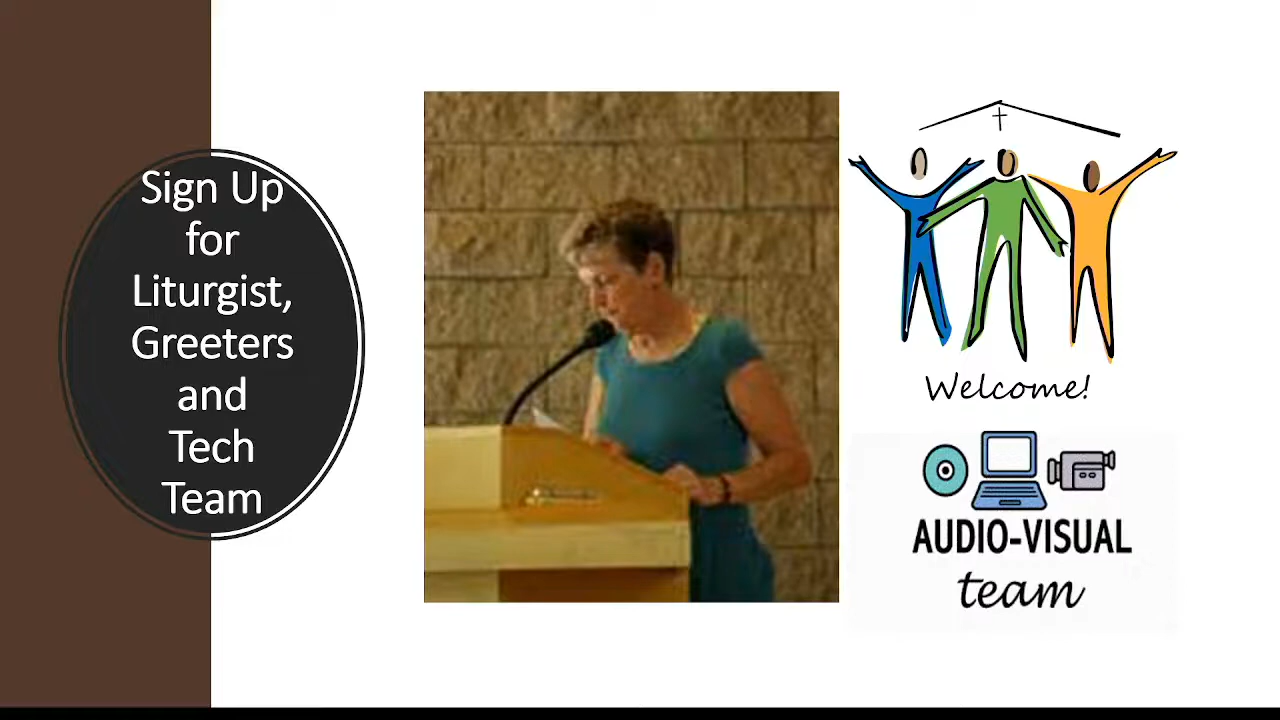 Sign Up
for
Liturgist,
Greeters
and
Tech
Team
Welcome!
AUDIO-VISUAL
team